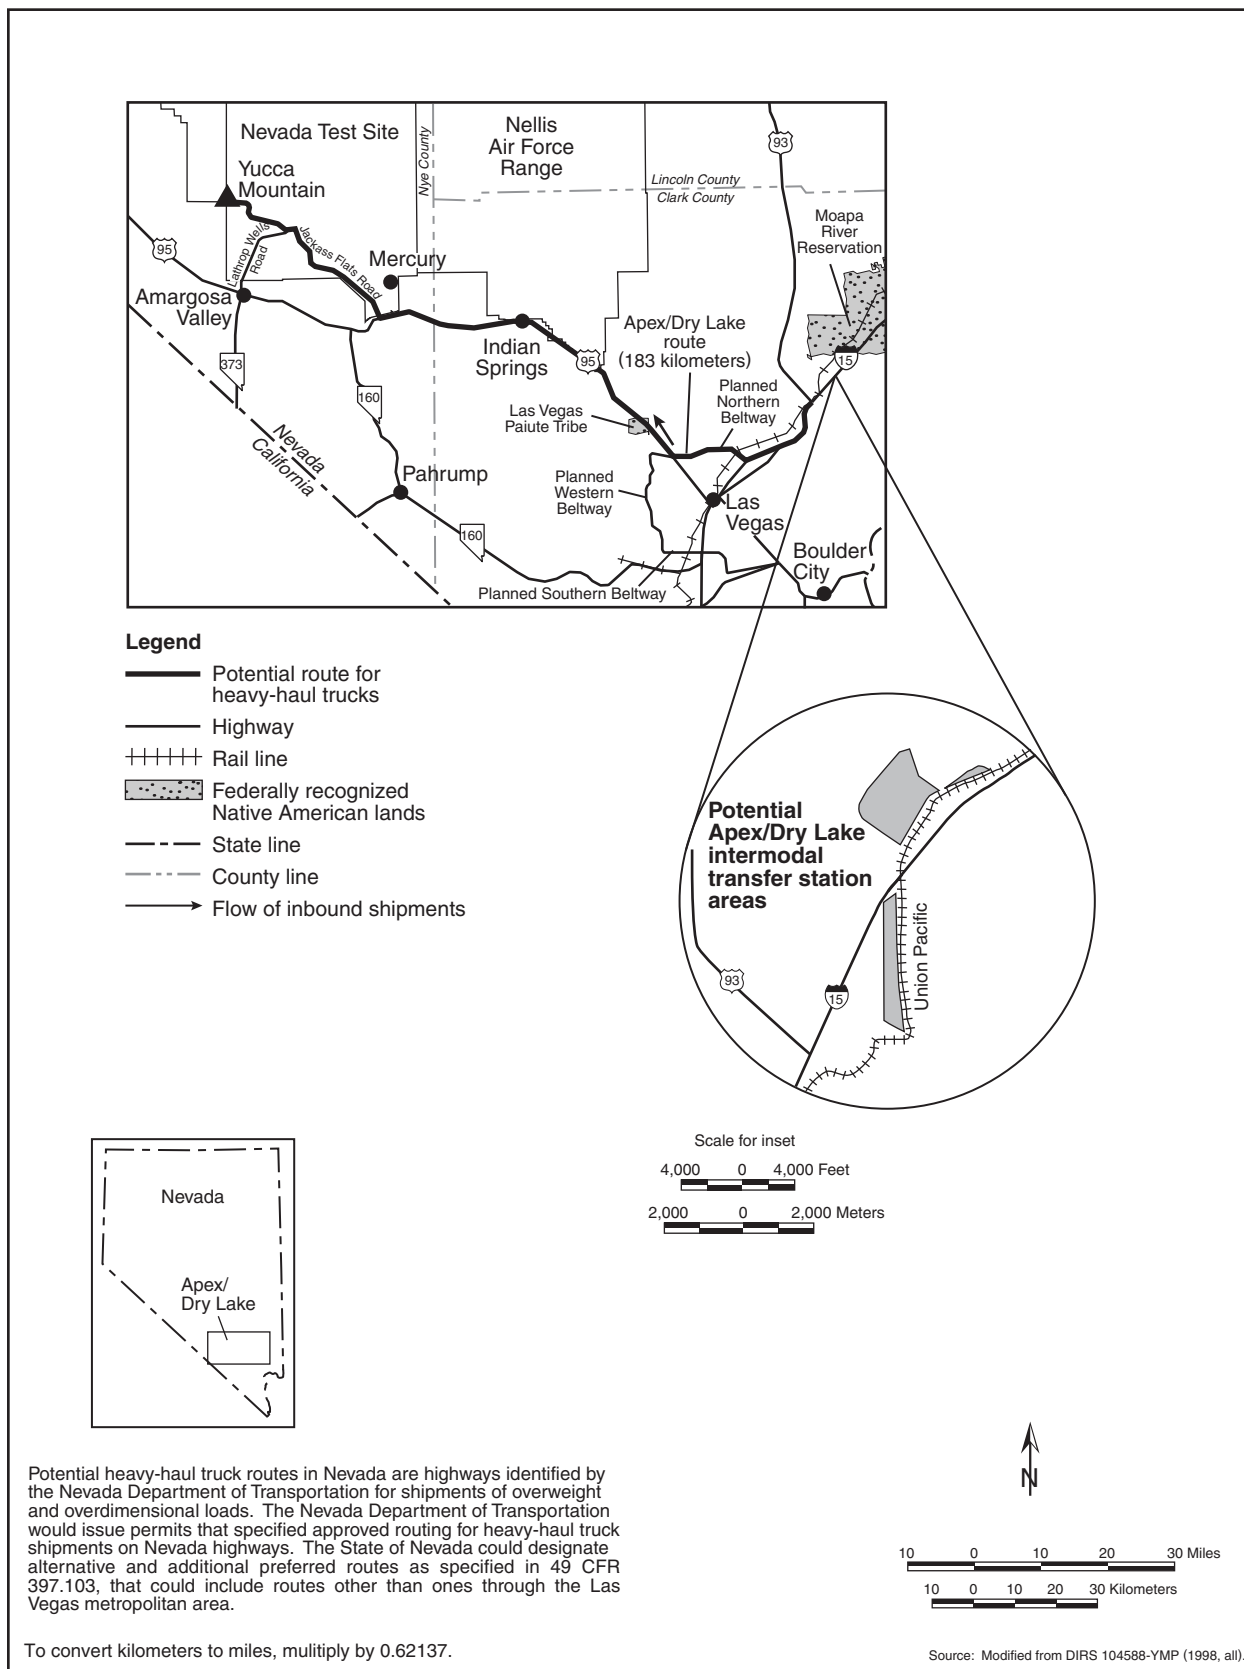 Nevada Test Site
Nye County
Nellis
Air Force
Range
93
Lincoln County
Clark County
Yucca
Mountain
Moapa
River
Reservation
95
Lathrop Wells
Road
Jackass Flats Road
Mercury
Amargosa
Valley
Indian
Springs
95
Apex/Dry Lake
route
(183 kilometers)
15
373
160
Planned
Northern
Beltway
Las Vegas
Paiute Tribe
Nevada
California
Pahrump
Planned
Western
Beltway
Las
Vegas
160
Boulder
City
Planned Southern Beltway
Legend
Potential route for
heavy-haul trucks
Highway
Rail line
Federally recognized
Native American lands
State line
County line
Flow of inbound shipments
Potential
Apex/Dry Lake
intermodal
transfer station
areas
Union Pacific
93
15
Scale for inset
4,000 0 4,000 Feet
2,000 0 2,000 Meters
Nevada
Apex/
Dry Lake
N
Potential heavy-haul truck routes in Nevada are highways identified by
the Nevada Department of Transportation for shipments of overweight
and overdimensional loads. The Nevada Department of Transportation
would issue permits that specified approved routing for heavy-haul truck
shipments on Nevada highways. The State of Nevada could designate
alternative and additional preferred routes as specified in 49 CFR
397.103, that could include routes other than ones through the Las
Vegas metropolitan area.
10 0 10 20 30 Miles
10 0 10 20 30 Kilometers
To convert kilometers to miles, mulitiply by 0.62137.
Source: Modified from DIRS 104588-YMP (1998, all).